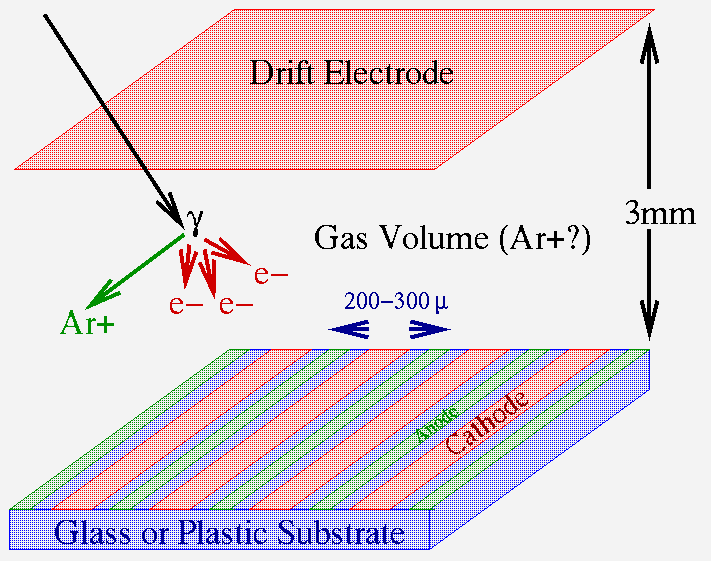 Drift Electrode
γ
3mm
Gas Volume (Ar+?)
e−
e− e−
200−300 μ
Ar+
Anode
Cathode
Glass or Plastic Substrate